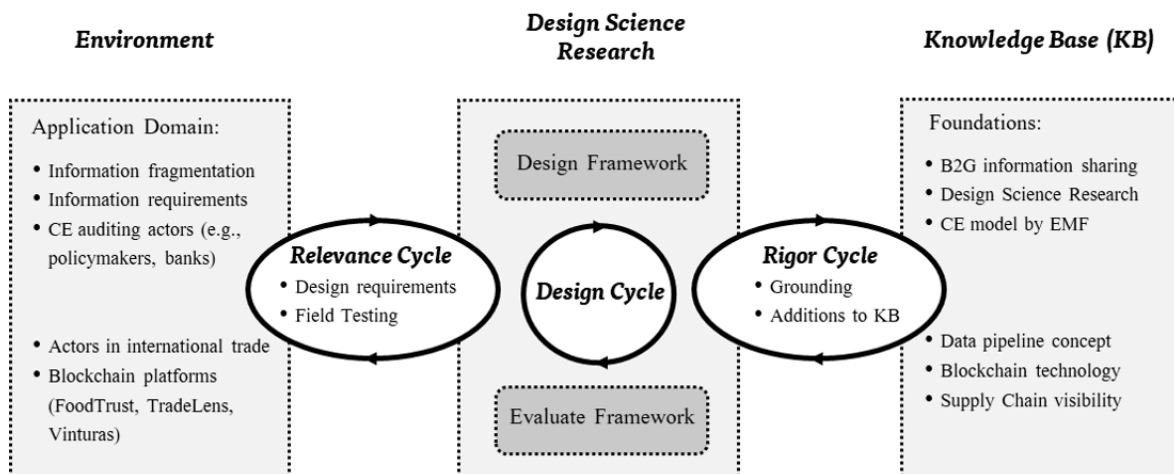 Environment
Design Science
Research
Knowledge Base (KB)
Application Domain:
• Information fragmentation
• Information requirements
• CE auditing actors (e.g.,
policymakers, banks)
• Actors in international trade
• Blockchain platforms
(FoodTrust, TradeLens,
Vinturas)
Relevance Cycle
• Design requirements
• Field Testing
Design Framework
Design Cycle
Evaluate Framework
Rigor Cycle
• Grounding
• Additions to KB
Foundations:
• B2G information sharing
• Design Science Research
• CE model by EMF
• Data pipeline concept
• Blockchain technology
• Supply Chain visibility